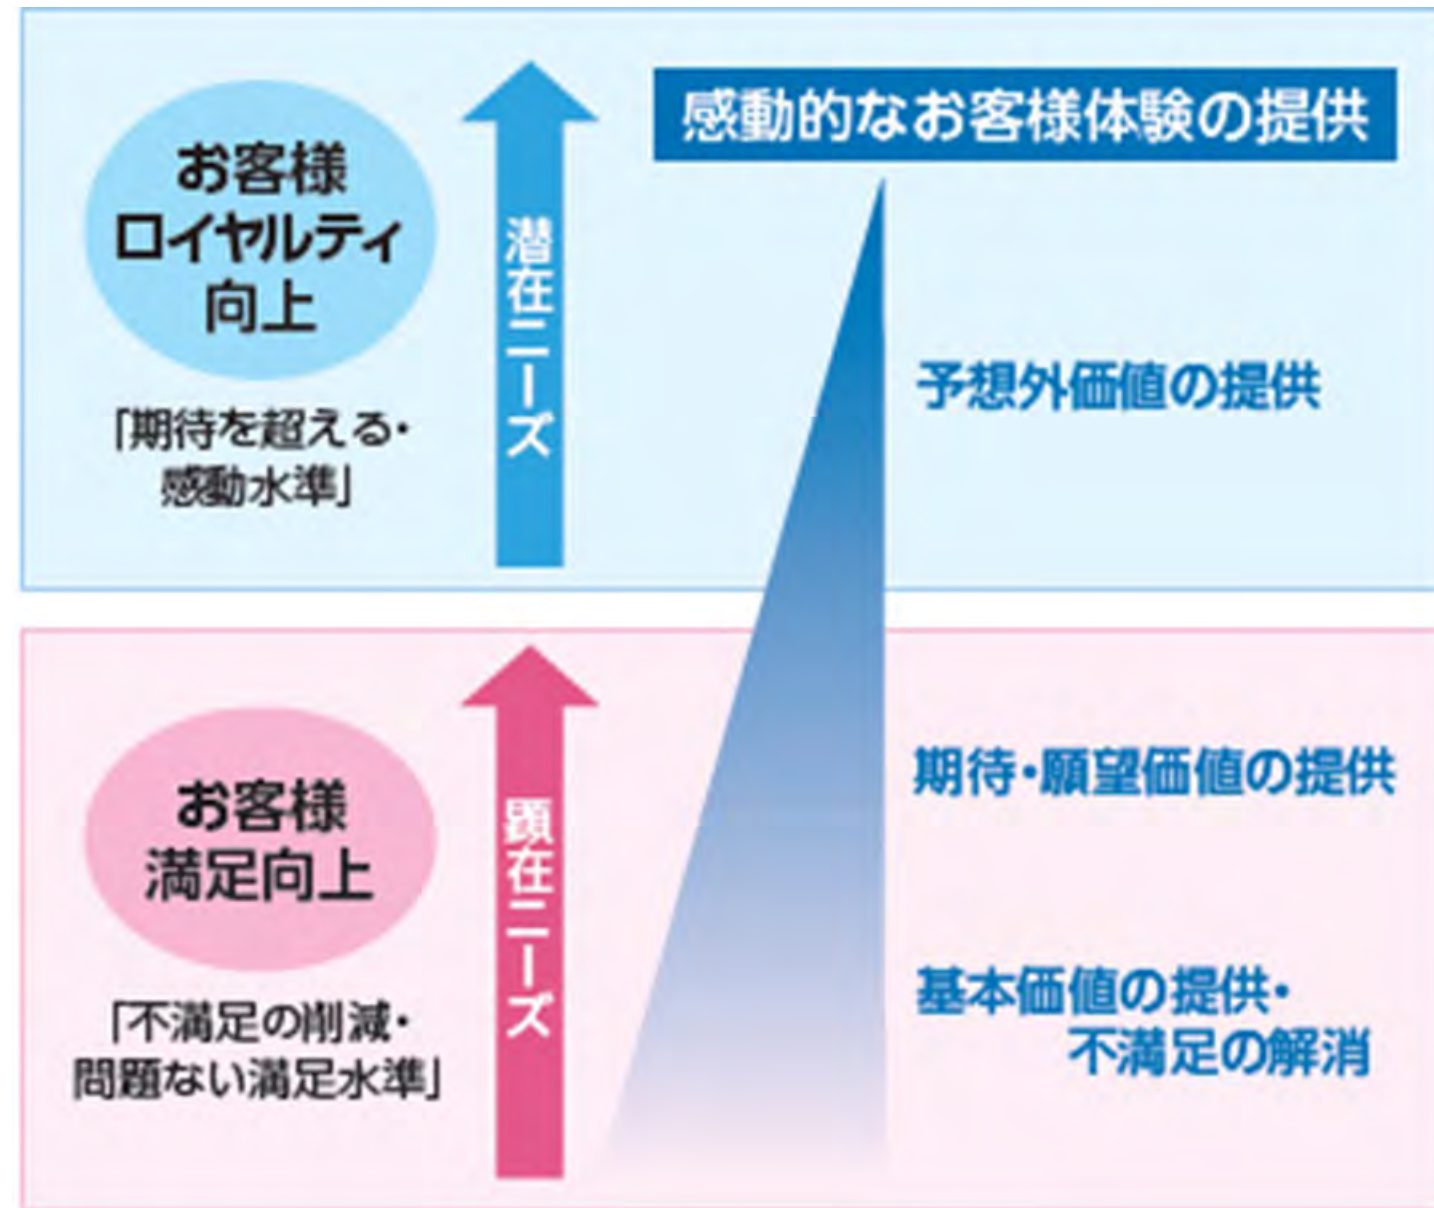 お客様
ロイヤルティ
向上
「期待を超える・
感動水準」
潜在ニーズ
感動的なお客様体験の提供
予想外価値の提供
お客様
満足向上
「不満足の削減・
問題ない満足水準」
顕在ニーズ
期待・願望価値の提供
基本価値の提供・
不満足の解消